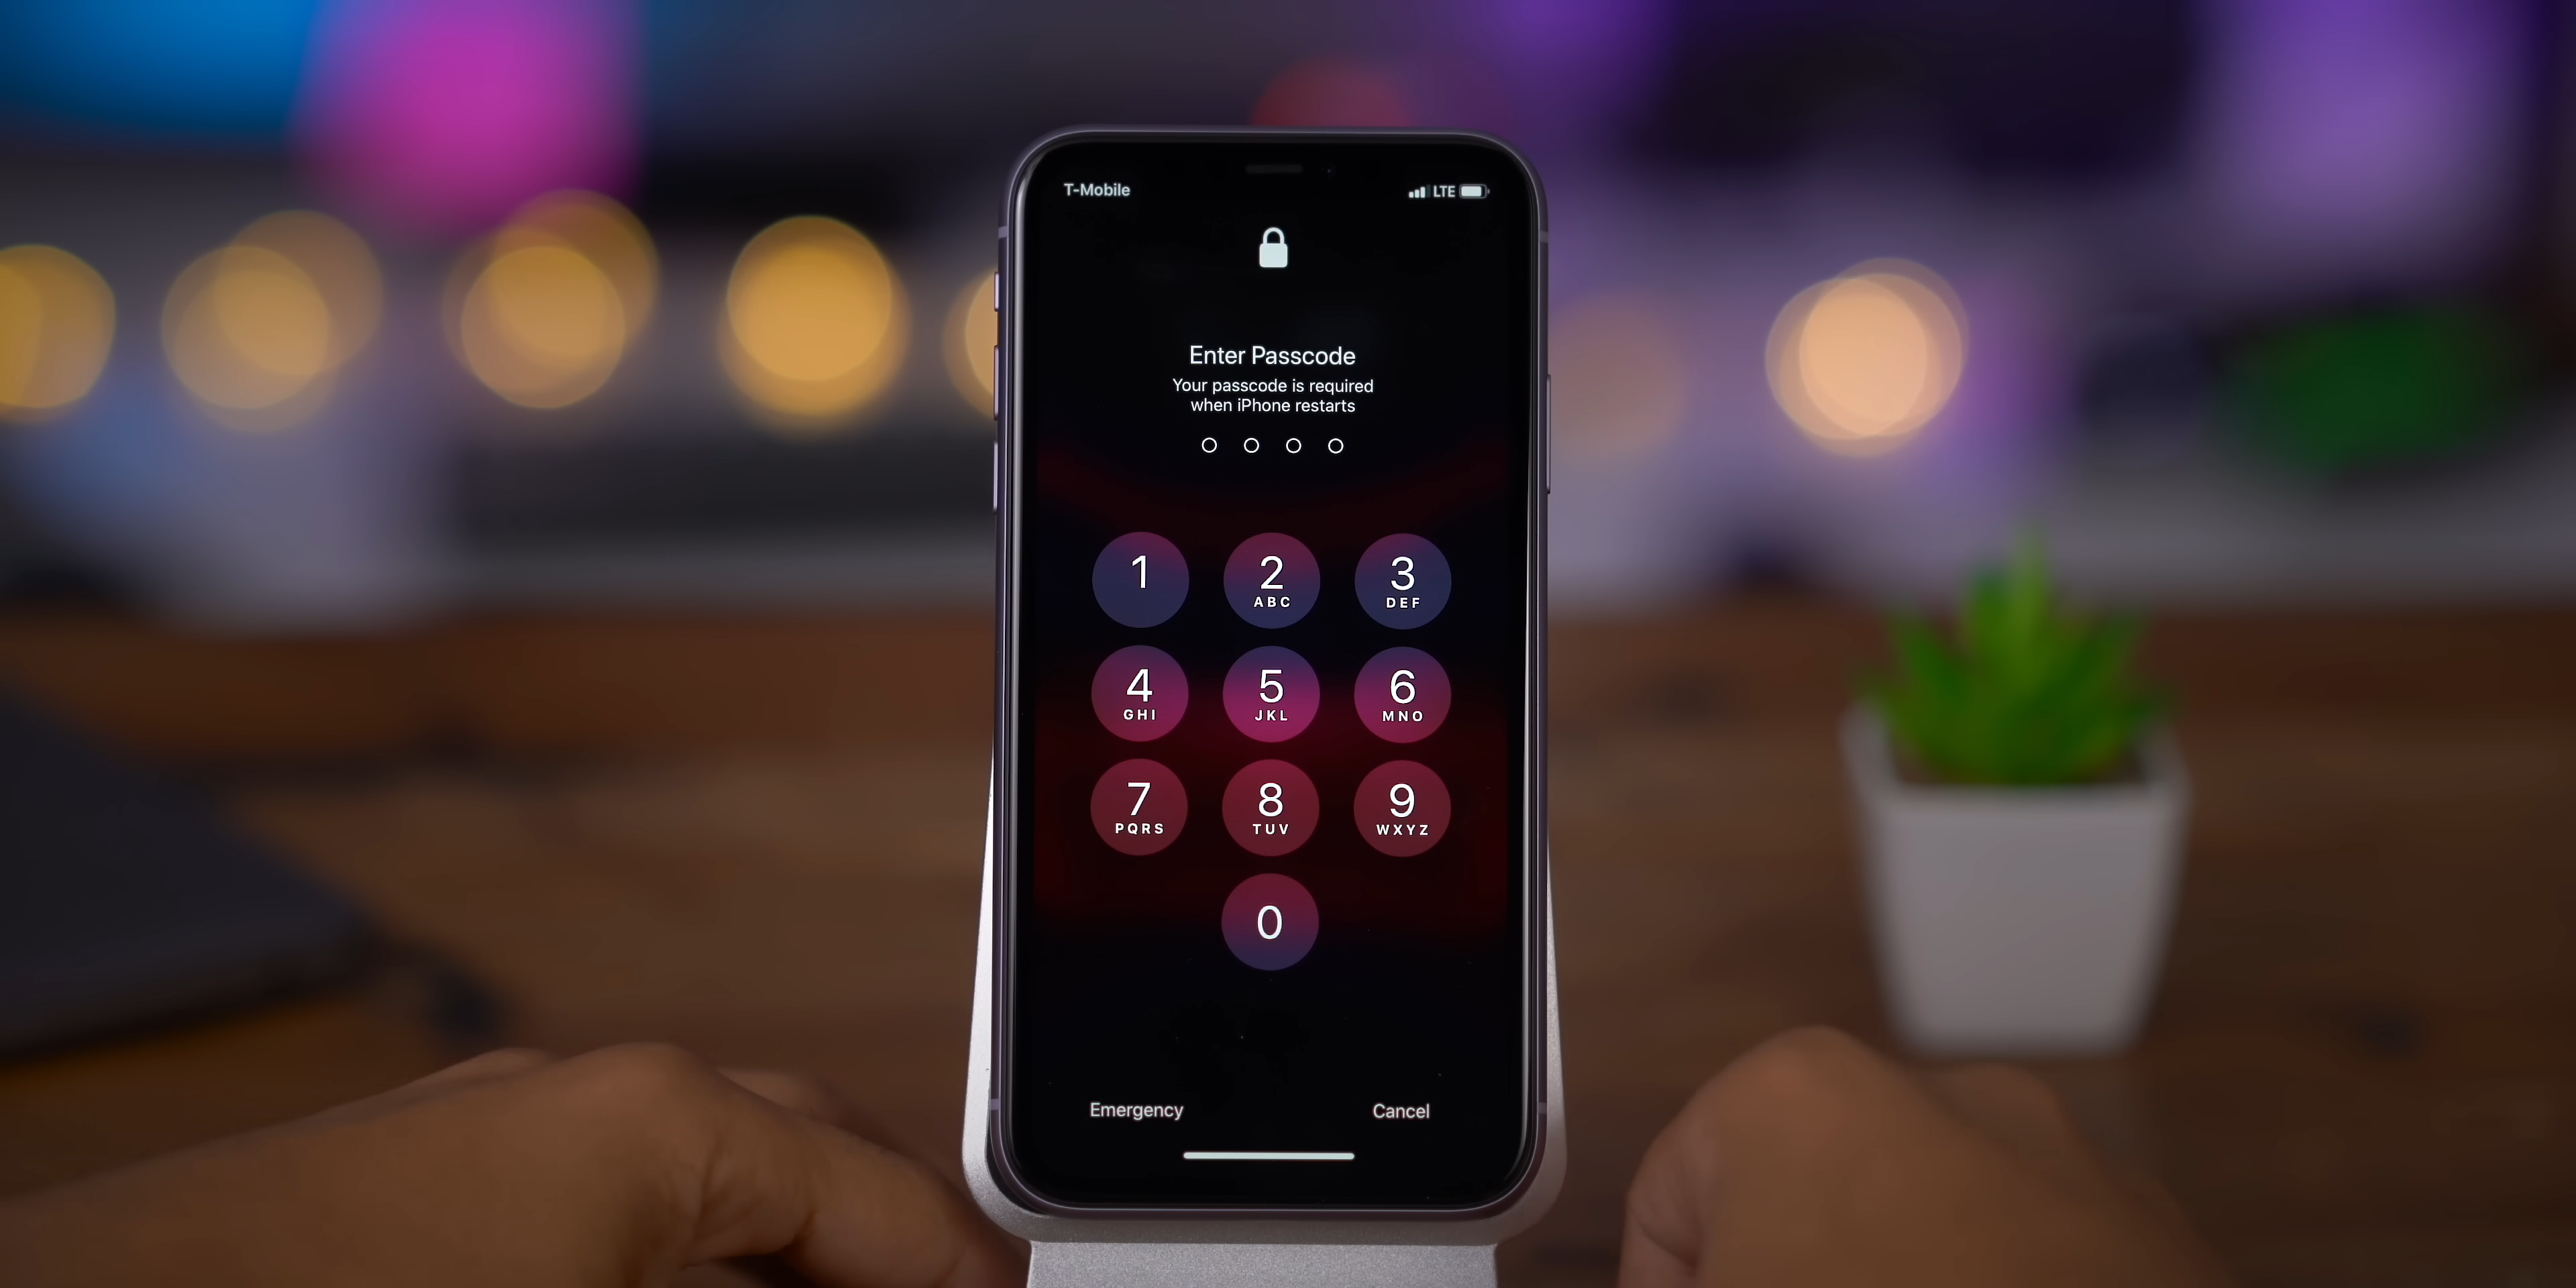 T-Mobile LTE
Enter Passcode
Your passcode is required
when iPhone restarts
1 2 3
ABC DEF
4 5 6
GHI JKL MNO
7 8 9
PQRS TUV WXYZ
0
Emergency Cancel